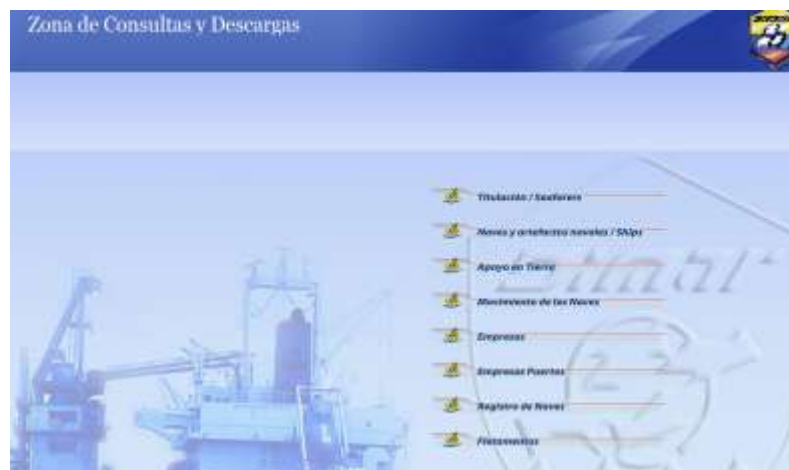 Zona de Consultas y Descargas
Titulación / Seafarers
Naves y artefactos navales / Ships
Apoyo en Tierra
Movimiento de las Naves
Empresas
Empresas Puertos
Registro de Naves
Fletamentos